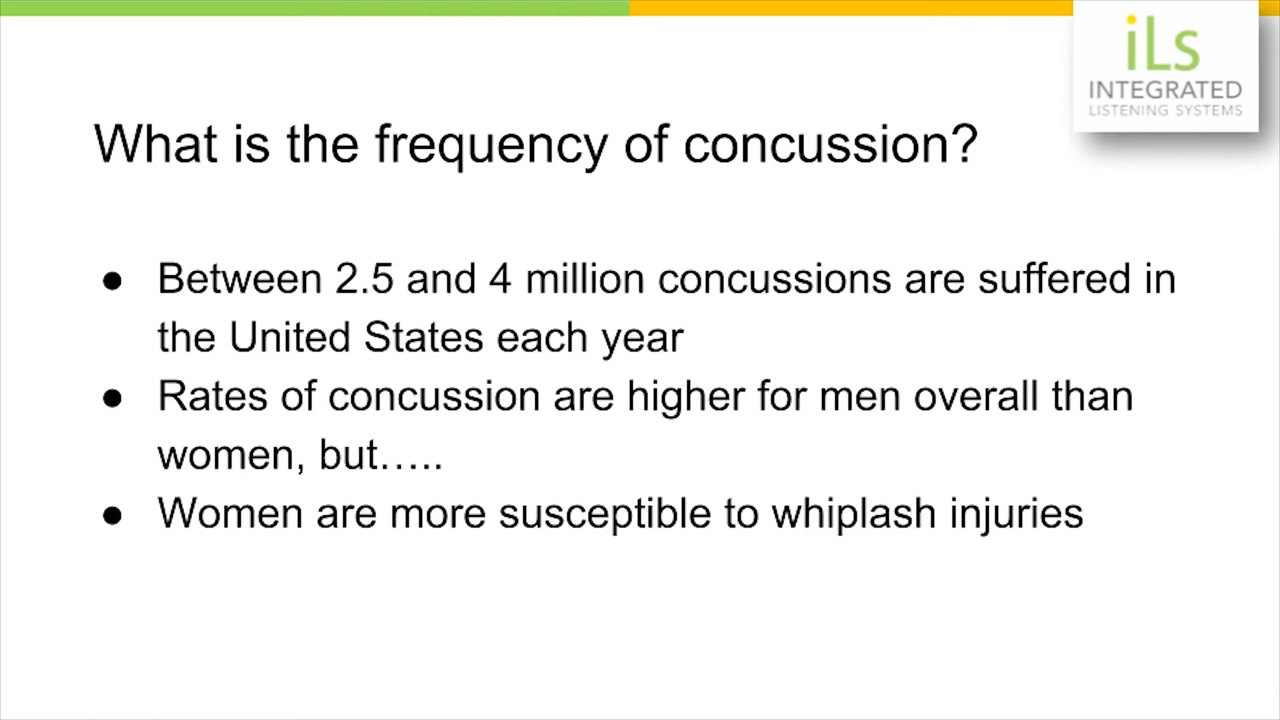 iLs
INTEGRATED
LISTENING SYSTEMS
What is the frequency of concussion?
● Between 2.5 and 4 million concussions are suffered in
the United States each year
● Rates of concussion are higher for men overall than
women, but…..
● Women are more susceptible to whiplash injuries